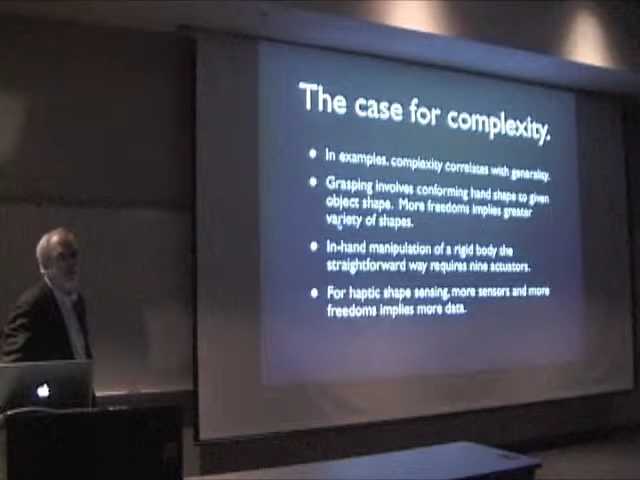 The case for complexity.
In examples, complexity correlates with generality.
Grasping involves conforming hand shape to given
object shape. More freedoms implies greater
variety of shapes.
In-hand manipulation of a rigid body the
straightforward way requires nine actuators.
For haptic shape sensing, more sensors and more
freedoms implies more data.